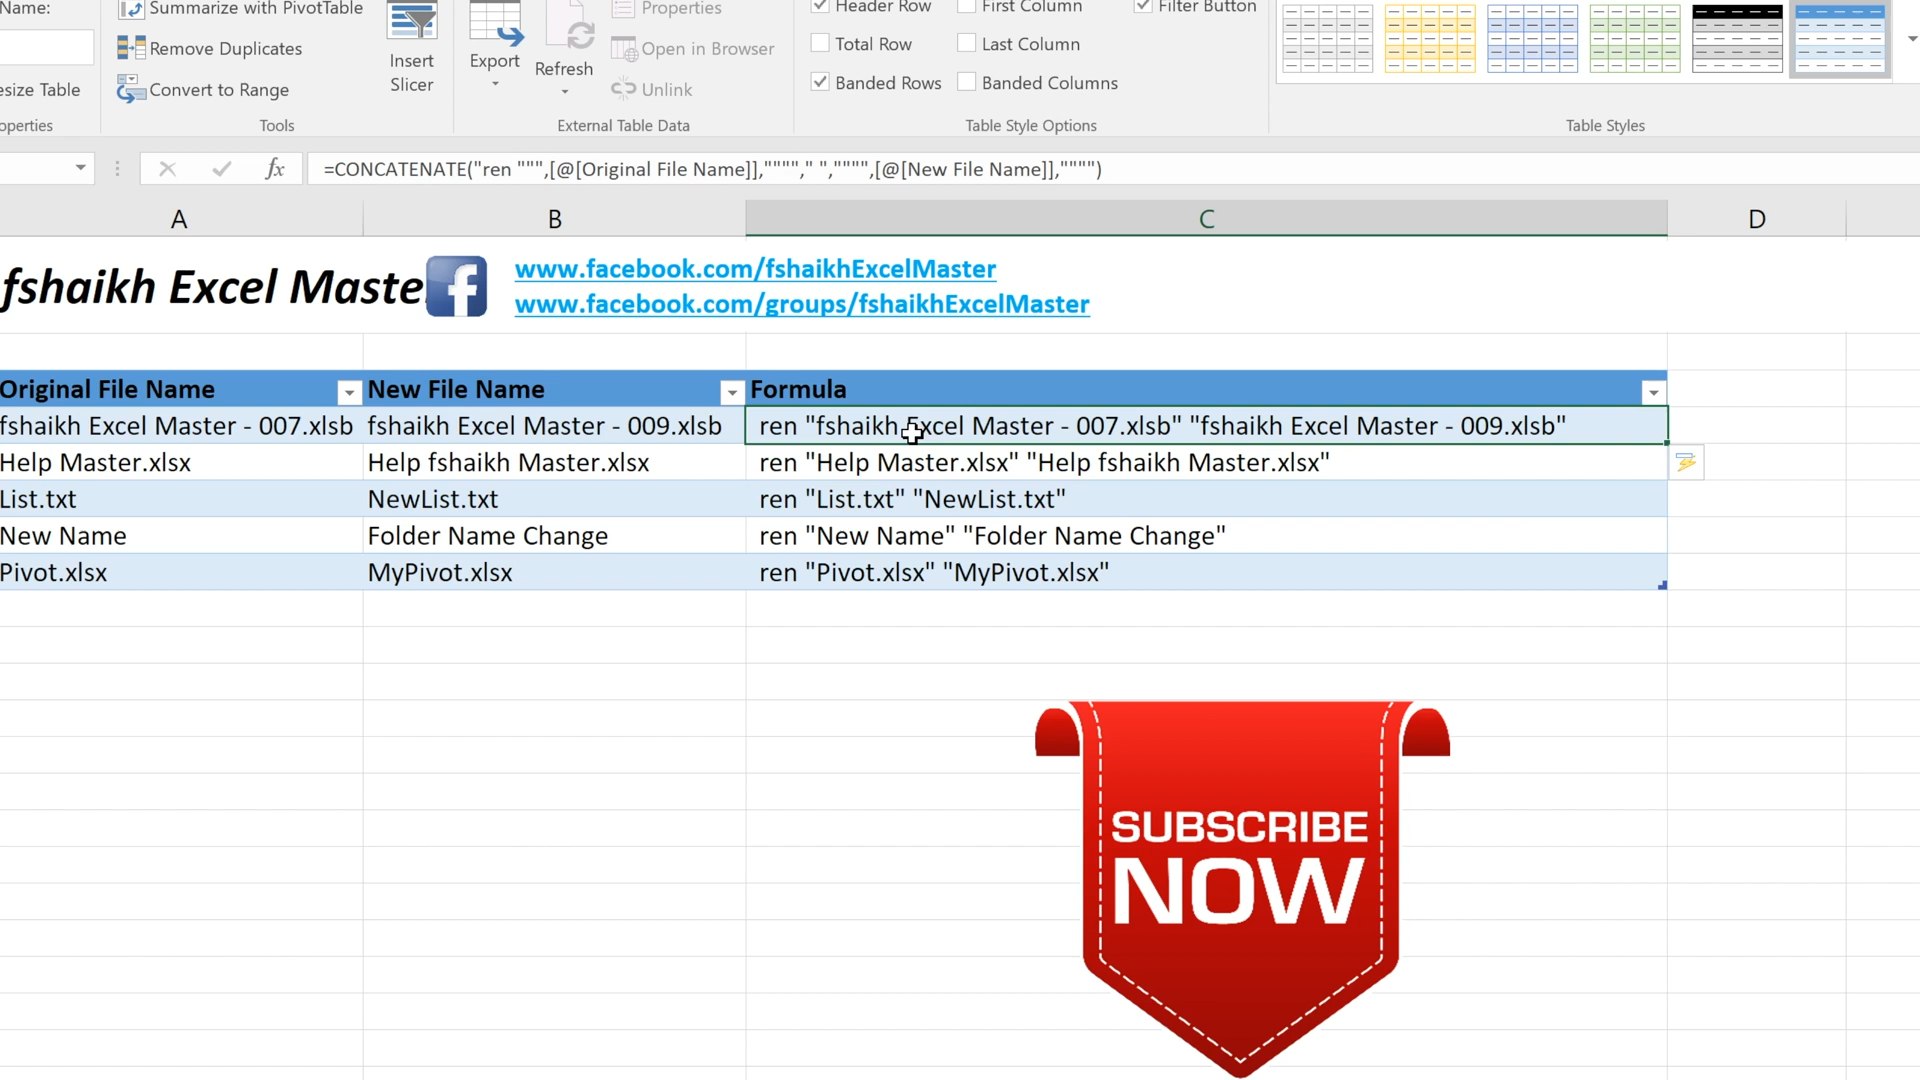 Name:
Summarize with PivotTable
Remove Duplicates
Convert to Range
esize Table
operties
Tools
Insert
Slicer
Export
Refresh
Properties
Open in Browser
Unlink
External Table Data
Header Row
First Column
Filter Button
Total Row
Last Column
Banded Rows
Banded Columns
Table Style Options
Table Styles
fx
=CONCATENATE("ren """,[@[Original File Name]],""""," ","""",[@[New File Name]],"""")
A B C D
fshaikh Excel Maste
f
www.facebook.com/fshaikhExcelMaster
www.facebook.com/groups/fshaikhExcelMaster
Original File Name New File Name Formula
fshaikh Excel Master - 007.xlsb fshaikh Excel Master - 009.xlsb ren "fshaikh Excel Master - 007.xlsb" "fshaikh Excel Master - 009.xlsb"
Help Master.xlsx Help fshaikh Master.xlsx ren "Help Master.xlsx" "Help fshaikh Master.xlsx"
List.txt NewList.txt ren "List.txt" "NewList.txt"
New Name Folder Name Change ren "New Name" "Folder Name Change"
Pivot.xlsx MyPivot.xlsx ren "Pivot.xlsx" "MyPivot.xlsx"
SUBSCRIBE
NOW